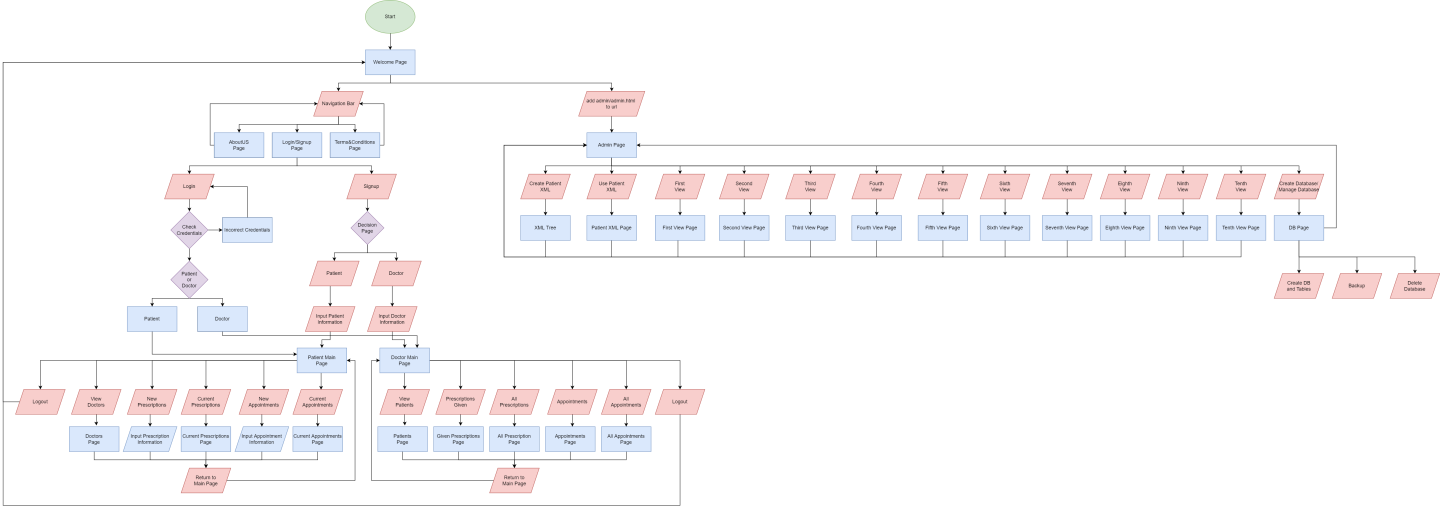 Start
Welcome Page
Navigation Bar
add admin/admin.html
to url
AboutUS
Page
Login/Signup
Page
Terms&Conditions
Page
Admin Page
Login
Signup
Create Patient
XML
Use Patient
XML
First
View
Second
View
Third
View
Fourth
View
Fifth
View
Sixth
View
Seventh
View
Eighth
View
Ninth
View
Tenth
View
Create Database/
Manage Database
Check
Credentials
Incorrect Credentials
Decision
Page
XML Tree
Patient XML Page
First View Page
Second View Page
Third View Page
Fourth View Page
Fifth View Page
Sixth View Page
Seventh View Page
Eighth View Page
Ninth View Page
Tenth View Page
DB Page
Patient
or
Doctor
Patient
Doctor
Create DB
and Tables
Backup
Delete
Database
Patient
Doctor
Input Patient
Information
Input Doctor
Information
Patient Main
Page
Doctor Main
Page
Logout
View
Doctors
New
Prescriptions
Current
Prescriptions
New
Appointments
Current
Appointments
View
Patients
Prescriptions
Given
All
Prescriptions
Appointments
All
Appointments
Logout
Doctors
Page
Input Prescription
Information
Current Prescriptions
Page
Input Appointment
Information
Current Appointments
Page
Patients
Page
Given Prescriptions
Page
All Prescription
Page
Appointments
Page
All Appointments
Page
Return to
Main Page
Return to
Main Page